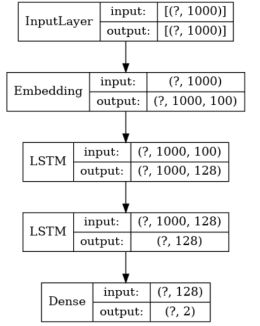 InputLayer input: [(?, 1000)]
output: [(?, 1000)]
Embedding input: (?, 1000)
output: (?, 1000, 100)
LSTM input: (?, 1000, 100)
output: (?, 1000, 128)
LSTM input: (?, 1000, 128)
output: (?, 128)
Dense input: (?, 128)
output: (?, 2)